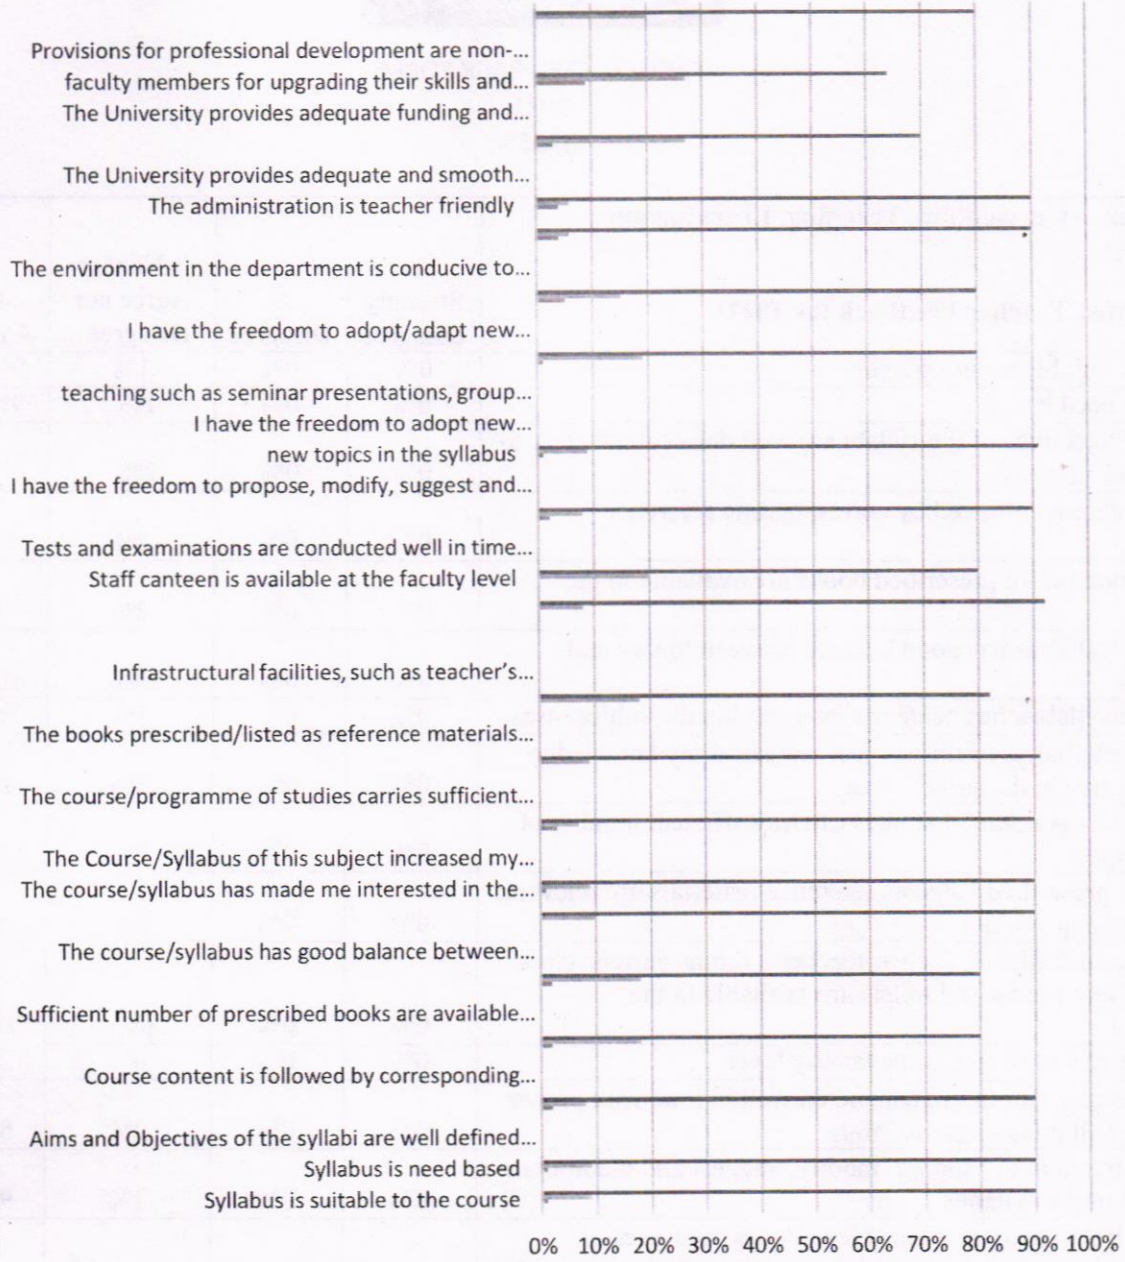 Provisions for professional development are non-...
faculty members for upgrading their skills and...
The University provides adequate funding and...
The University provides adequate and smooth...
The administration is teacher friendly
The environment in the department is conducive to...
I have the freedom to adopt/adapt new...
teaching such as seminar presentations, group...
I have the freedom to adopt new...
new topics in the syllabus
I have the freedom to propose, modify, suggest and...
Tests and examinations are conducted well in time...
Staff canteen is available at the faculty level
Infrastructural facilities, such as teacher's...
The books prescribed/listed as reference materials...
The course/programme of studies carries sufficient...
The Course/Syllabus of this subject increased my...
The course/syllabus has made me interested in the...
The course/syllabus has good balance between...
Sufficient number of prescribed books are available...
Course content is followed by corresponding...
Aims and Objectives of the syllabi are well defined...
Syllabus is need based
Syllabus is suitable to the course
0% 10% 20% 30% 40% 50% 60% 70% 80% 90% 100%